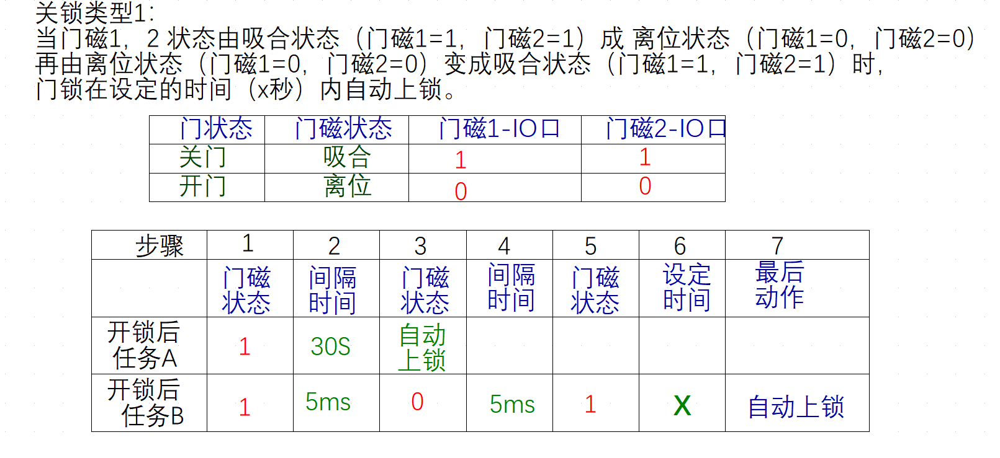 关锁类型1：
当门磁1，2 状态由吸合状态（门磁1=1，门磁2=1）成 离位状态（门磁1=0，门磁2=0）
再由离位状态（门磁1=0，门磁2=0）变成吸合状态（门磁1=1，门磁2=1）时，
门锁在设定的时间（x秒）内自动上锁。
门状态 门磁状态 门磁1-IO口 门磁2-IO口
关门 吸合 1 1
开门 离位 0 0
步骤 1 2 3 4 5 6 7
门磁 间隔 门磁 间隔 门磁 设定 最后
状态 时间 状态 时间 状态 时间 动作
开锁后 自动
任务A 1 30S 上锁
开锁后
任务B 1 5ms 0 5ms 1 X 自动上锁